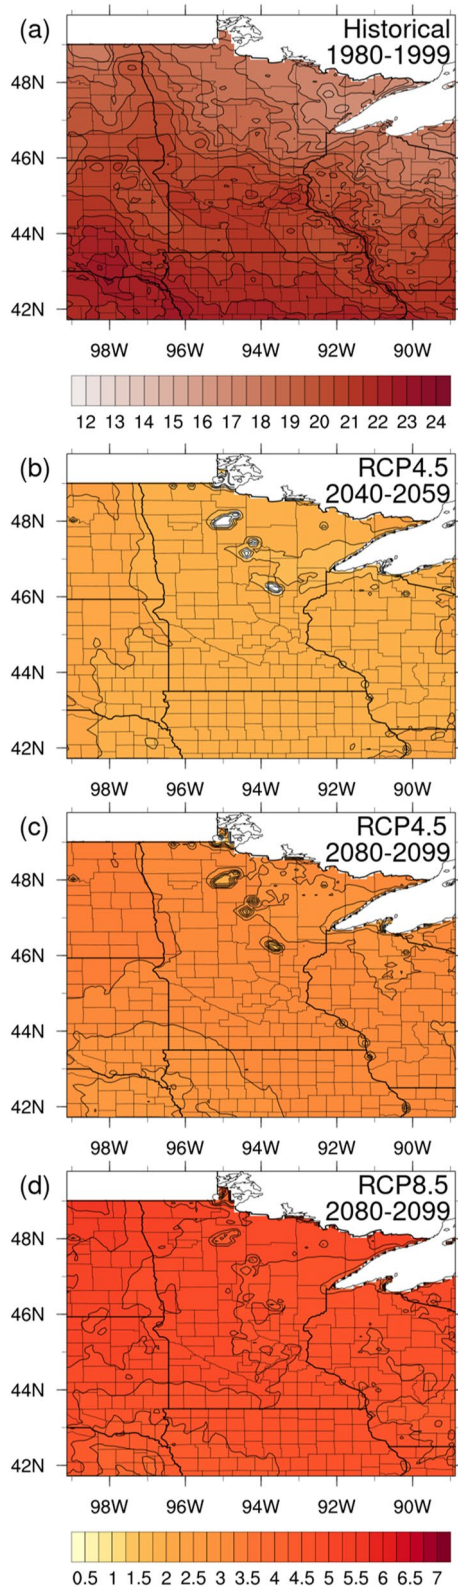 (a)
Historical
1980-1999
48N
46N
44N
42N
98W 96W 94W 92W 90W
12 13 14 15 16 17 18 19 20 21 22 23 24
(b)
RCP4.5
2040-2059
48N
46N
44N
42N
98W 96W 94W 92W 90W
(c)
RCP4.5
2080-2099
48N
46N
44N
42N
98W 96W 94W 92W 90W
(d)
RCP8.5
2080-2099
48N
46N
44N
42N
98W 96W 94W 92W 90W
0.5 1 1.5 2 2.5 3 3.5 4 4.5 5 5.5 6 6.5 7